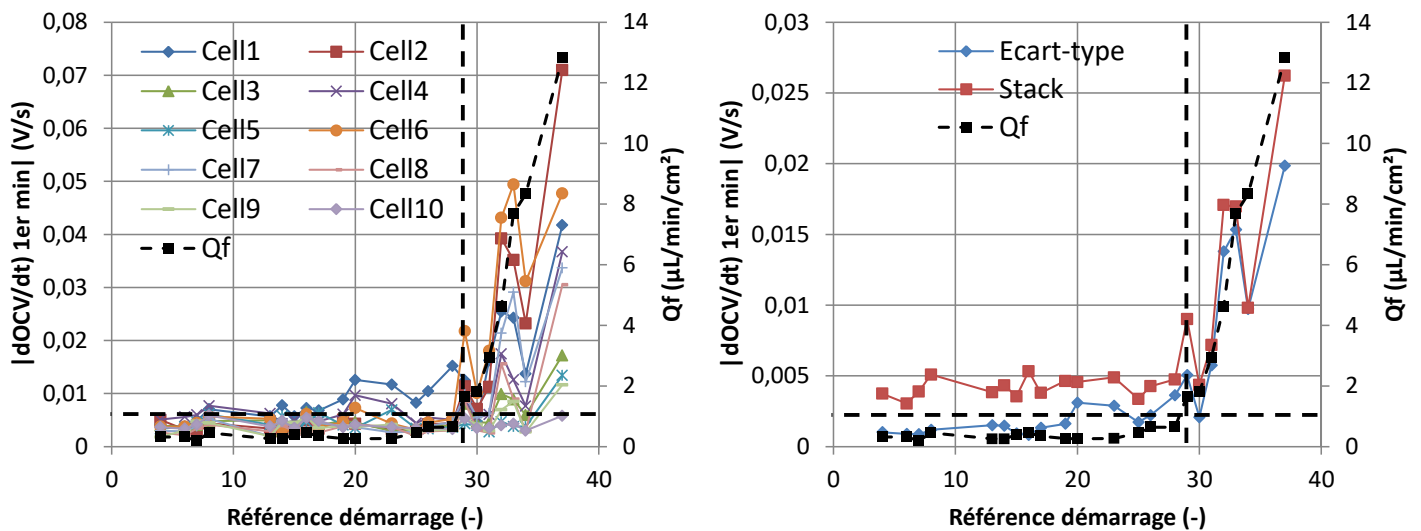 |dOCV/dt| 1er min| (V/s)
0,08
0,07
0,06
0,05
0,04
0,03
0,02
0,01
0
Cell1
Cell2
Cell3
Cell4
Cell5
Cell6
Cell7
Cell8
Cell9
Cell10
Qf
14
12
10
8
6
4
2
0
Qf (µL/min/cm²)
0
10
20
30
40
Référence démarrage (-)
|dOCV/dt) 1er min| (V/s)
0,03
0,025
0,02
0,015
0,01
0,005
0
Ecart-type
Stack
Qf
14
12
10
8
6
4
2
0
Qf (µL/min/cm²)
0
10
20
30
40
Référence démarrage (-)